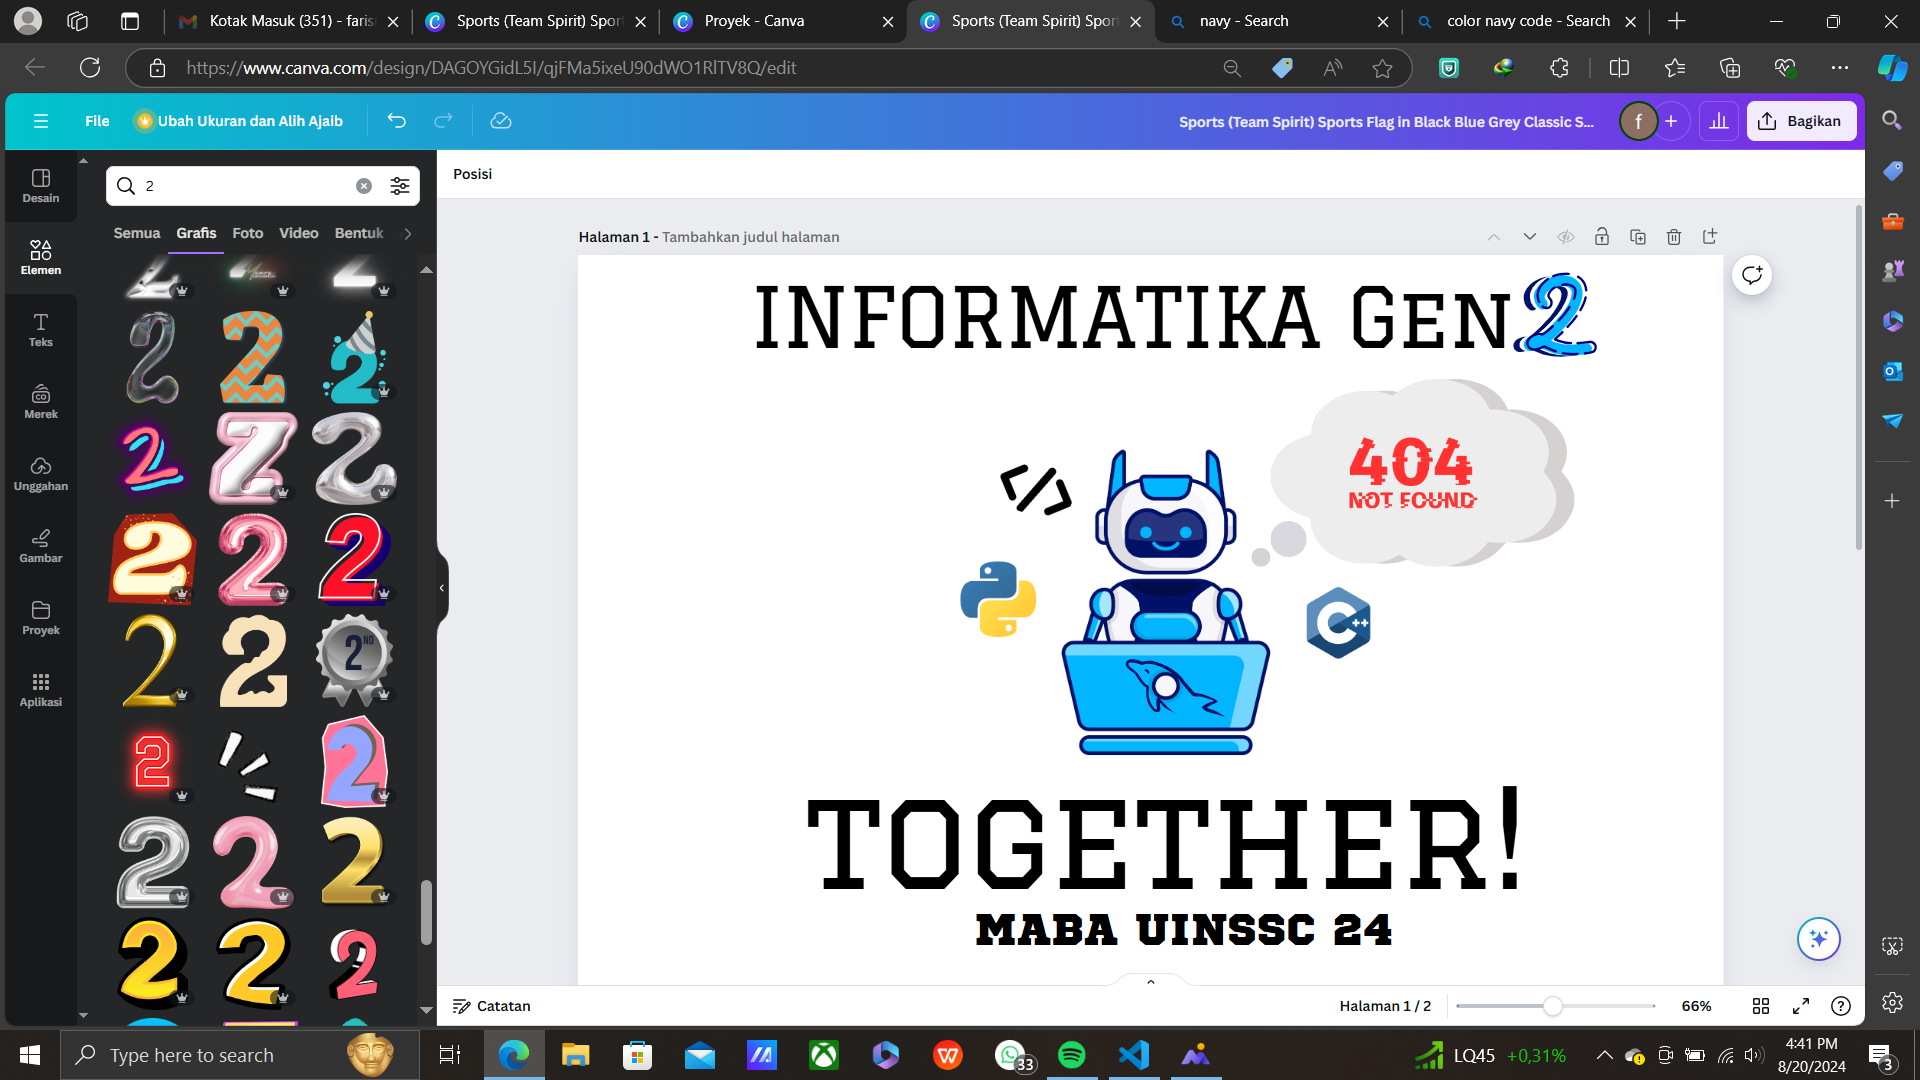 Kotak Masuk (351) - faris
Sports (Team Spirit) Spor
Proyek - Canva
Sports (Team Spirit) Spor
navy - Search
color navy code - Search
https://www.canva.com/design/DAGOYGidL5I/qjFMa5ixeU90dWO1RlTV8Q/edit
File
Ubah Ukuran dan Alih Ajaib
Sports (Team Spirit) Sports Flag in Black Blue Grey Classic S...
f
Bagikan
Desain
Elemen
Teks
Merek
Unggahan
Gambar
Proyek
Aplikasi
2
Semua
Grafis
Foto
Video
Bentuk
2ND
Posisi
Halaman 1 - Tambahkan judul halaman
INFORMATIKA GEN2
404
NOT FOUND
</>
C++
TOGETHER!
MABA UINSSC 24
Catatan
Halaman 1 / 2
66%
Type here to search
33
LQ45 +0,31%
4:41 PM
8/20/2024
3